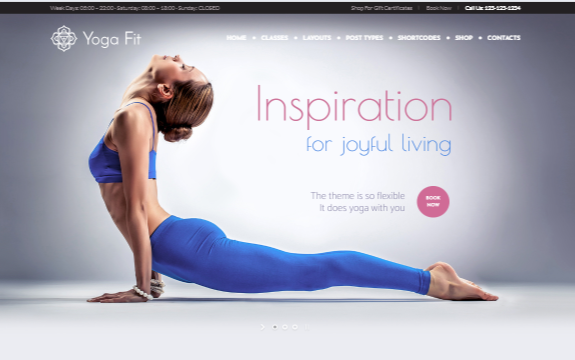 Week Days: 05:00 – 22:00 · Saturday: 08:00 – 18:00 · Sunday: CLOSED
Shop For Gift Certificates | Book Now | Call Us: 123-123-1234
Yoga Fit
HOME • CLASSES • LAYOUTS • POST TYPES • SHORTCODES • SHOP • CONTACTS
Inspiration
for joyful living
The theme is so flexible
It does yoga with you
BOOK
NOW